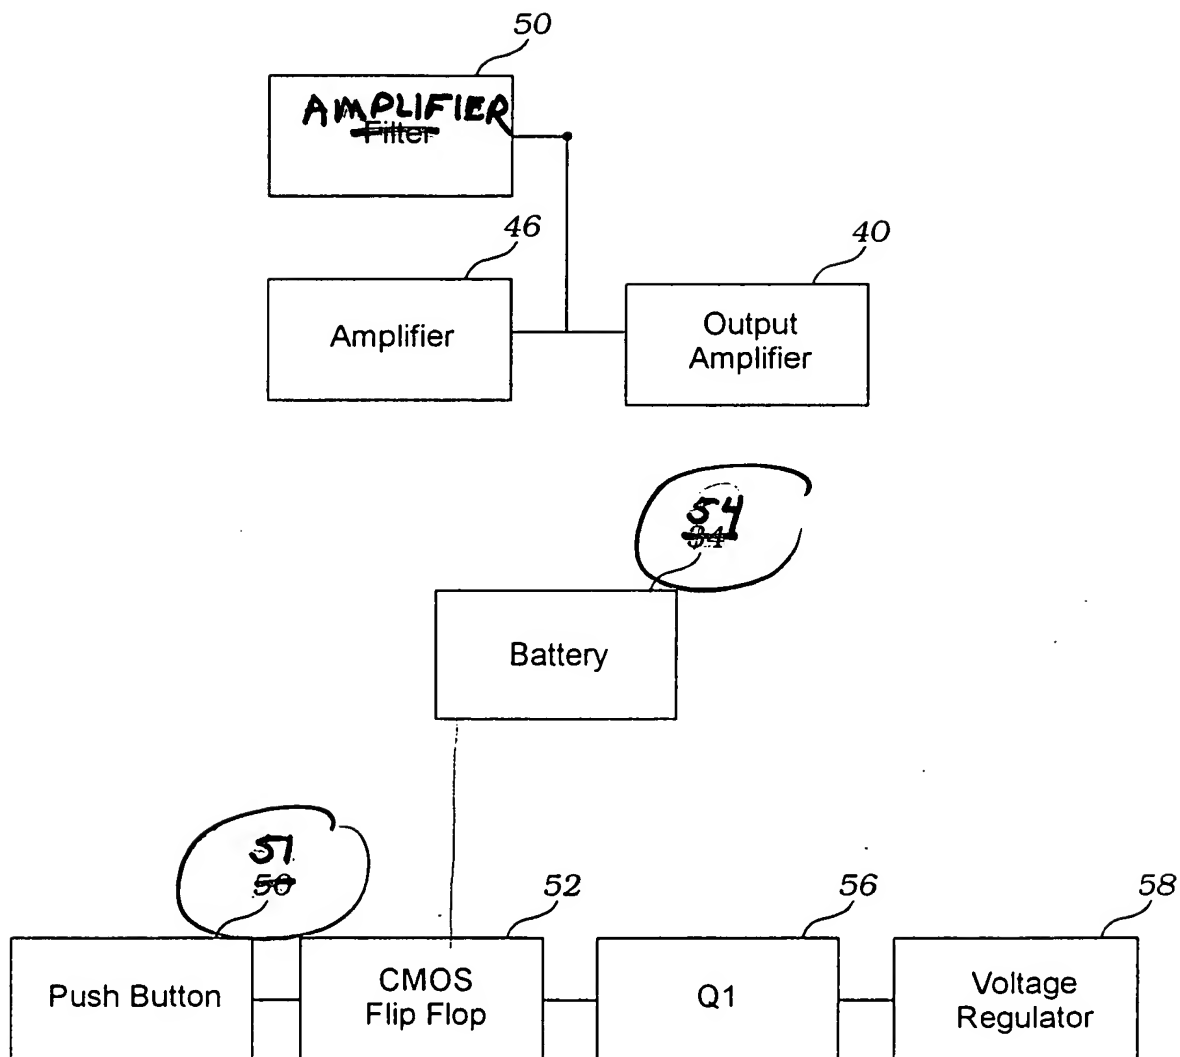 50
AMPLIFIER
Filter
46
40
Amplifier
Output
Amplifier
54
34
Battery
51
50
52
56
58
Push Button
CMOS
Flip Flop
Q1
Voltage
Regulator